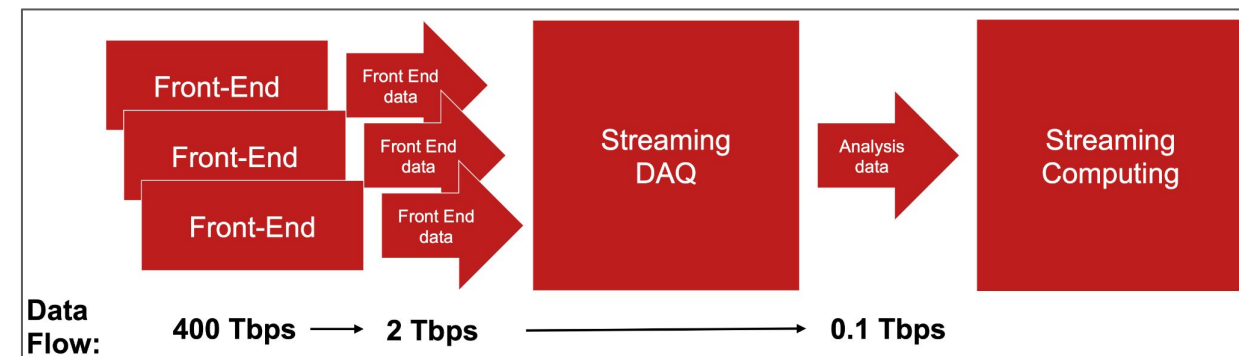 Front-End
Front-End
Front-End
Front End
data
Front End
data
Front End
data
Streaming
DAQ
Analysis
data
Streaming
Computing
Data
Flow:
400 Tbps
2 Tbps
0.1 Tbps